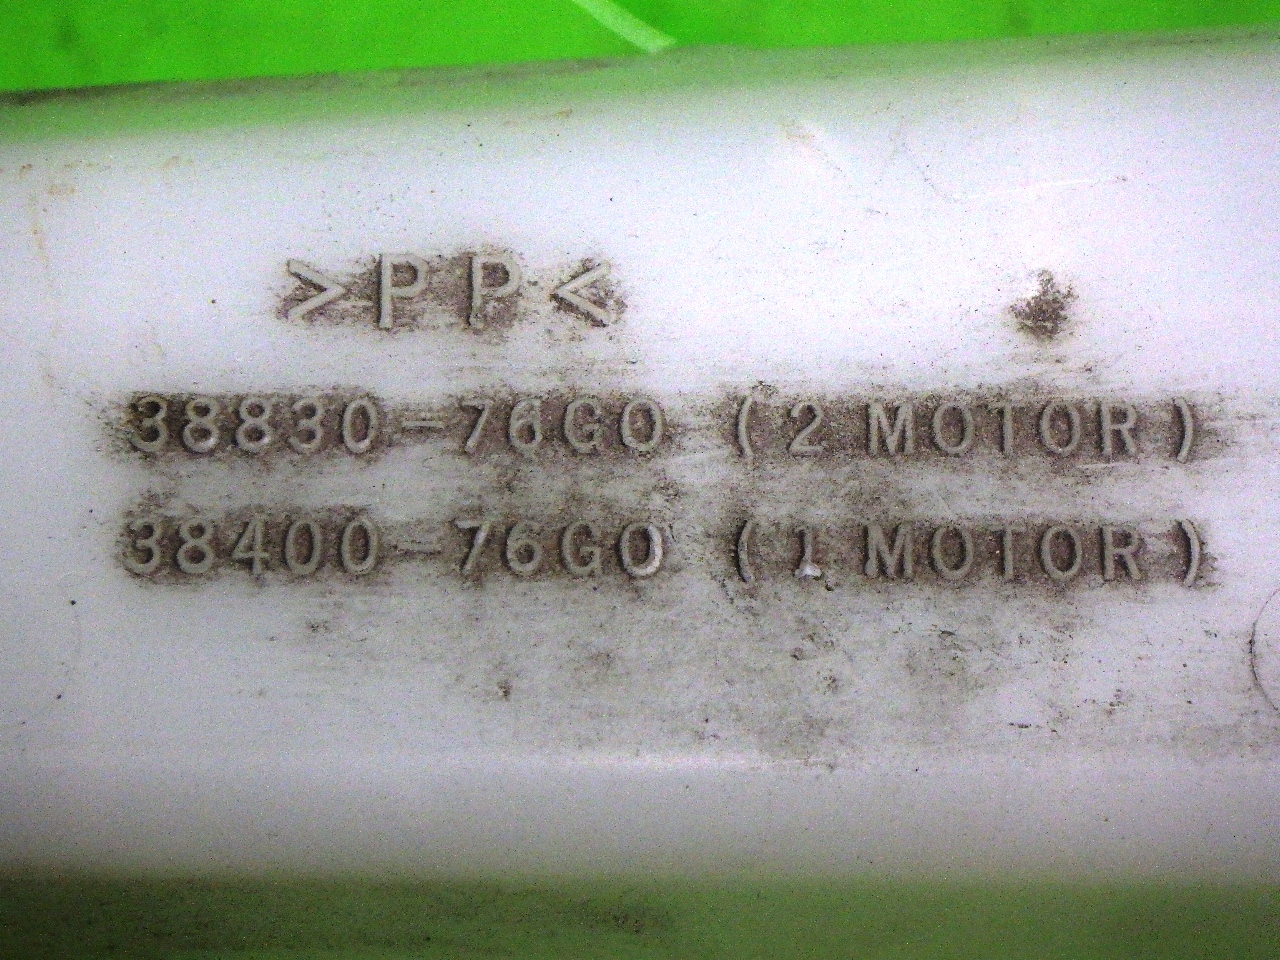 >PP<
38830-76G0 (2 MOTOR)
38400-76G0 (1 MOTOR)